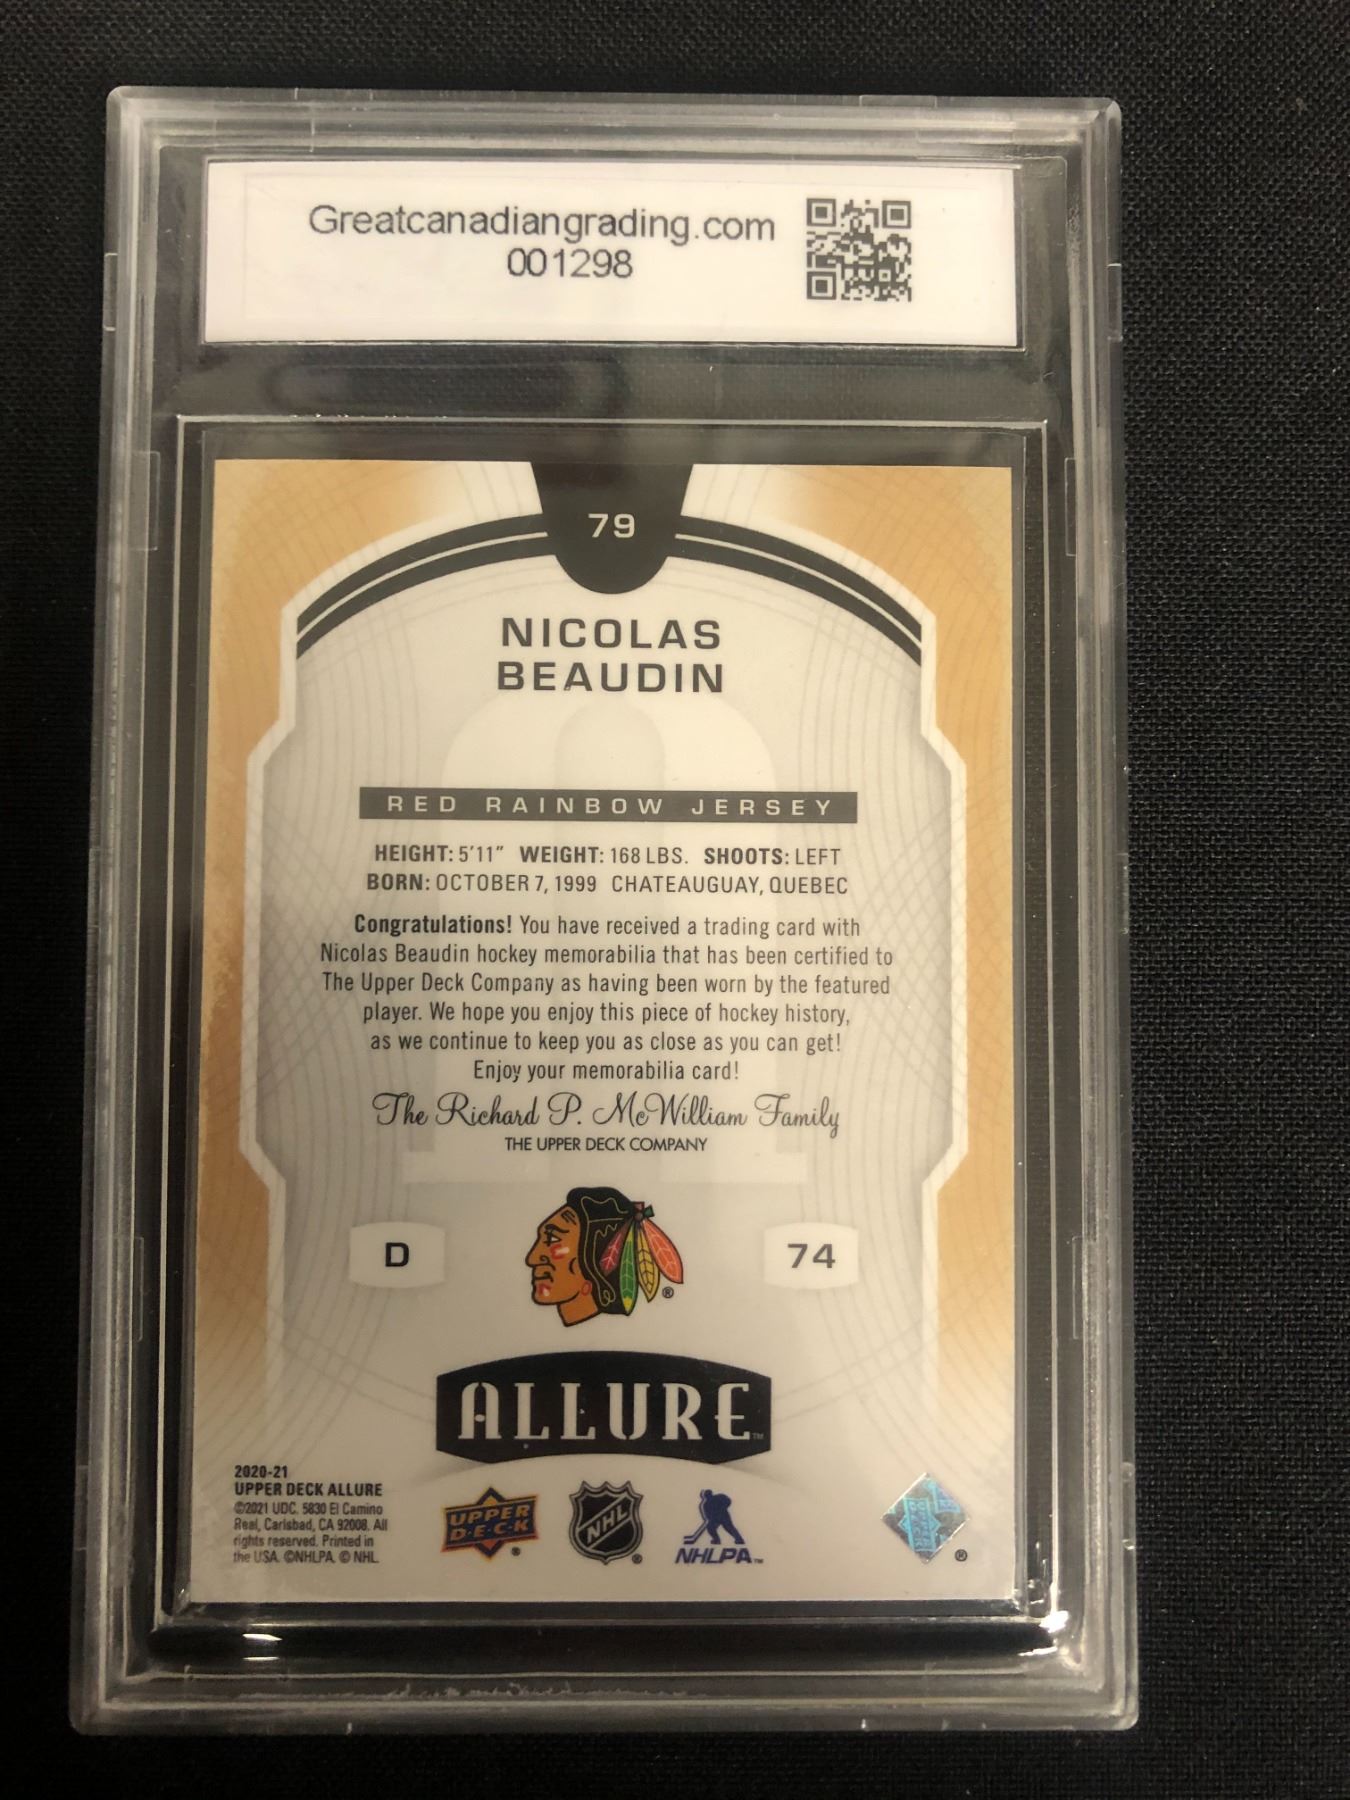 Greatcanadiangrading.com
001298
79
NICOLAS
BEAUDIN
RED RAINBOW JERSEY
HEIGHT: 5'11" WEIGHT: 168 LBS. SHOOTS: LEFT
BORN: OCTOBER 7, 1999 CHATEAUGUAY, QUEBEC
Congratulations! You have received a trading card with
Nicolas Beaudin hockey memorabilia that has been certified to
The Upper Deck Company as having been worn by the featured
player. We hope you enjoy this piece of hockey history,
as we continue to keep you as close as you can get!
Enjoy your memorabilia card!
The Richard P. McWilliam Family
THE UPPER DECK COMPANY
D
74
®
ALLURE™
2020-21
UPPER DECK ALLURE
©2021 UDC. 5830 El Camino
Real, Carlsbad, CA 92008. All
rights reserved. Printed in
the USA. ©NHLPA. © NHL.
UPPER
D·E·C·K
®
NHL
®
NHLPA™
®